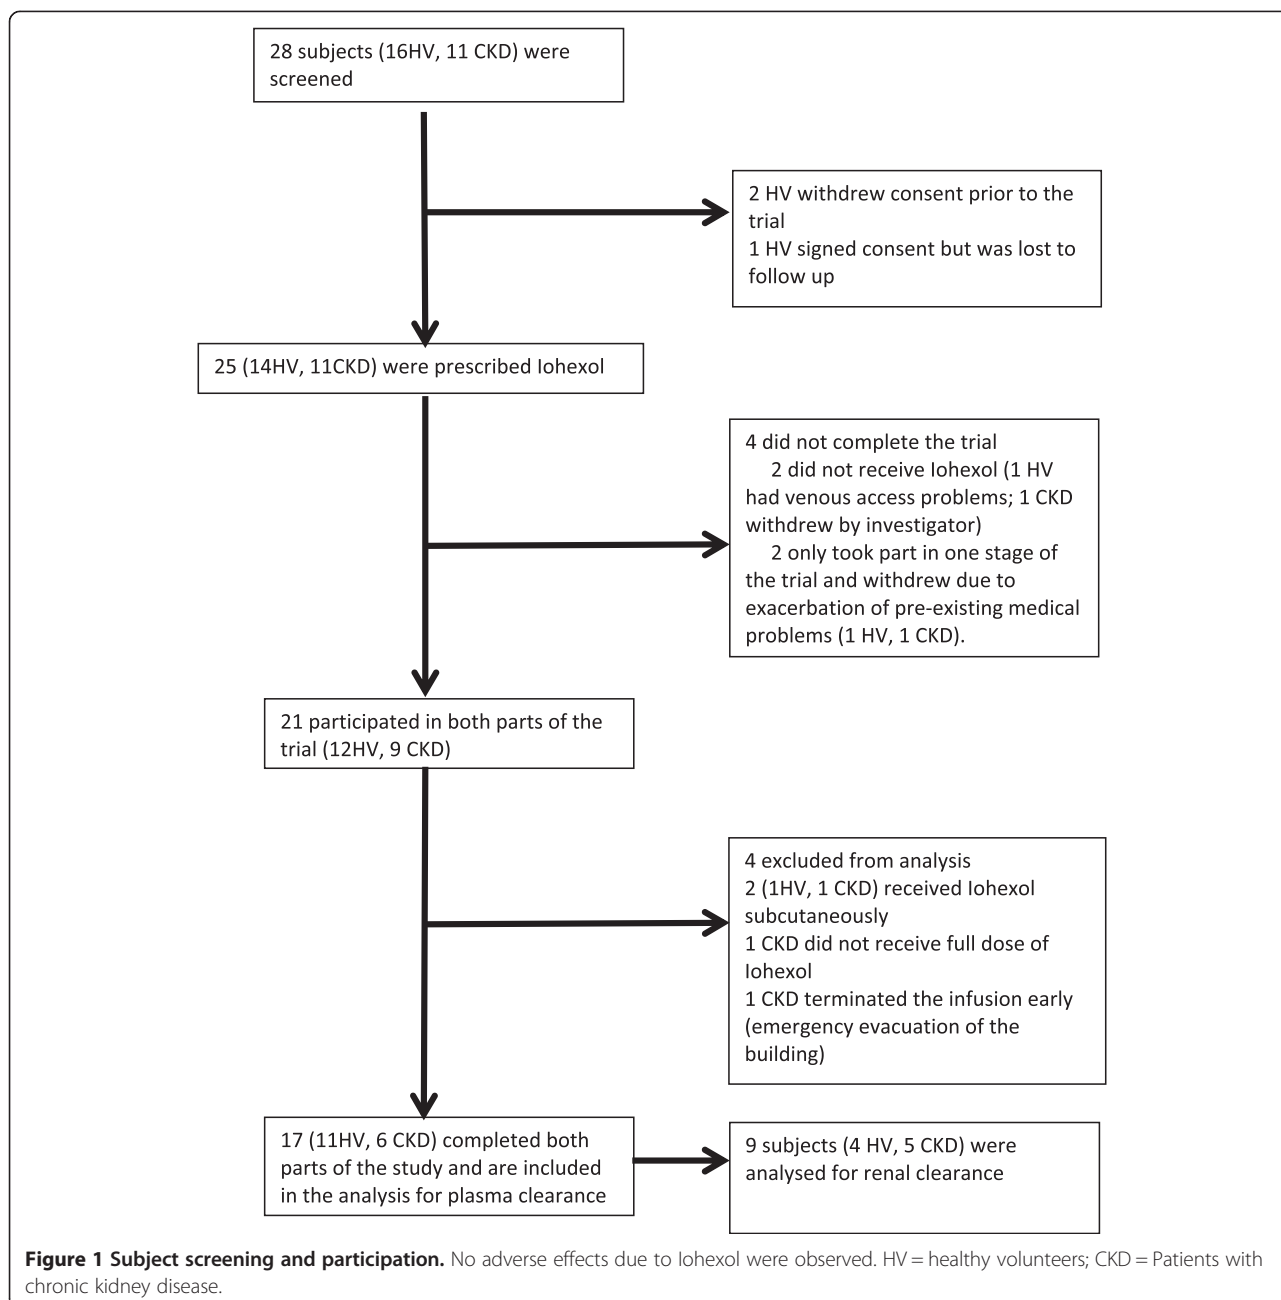 28 subjects (16HV, 11 CKD) were
screened
2 HV withdrew consent prior to the
trial
1 HV signed consent but was lost to
follow up
25 (14HV, 11CKD) were prescribed Iohexol
4 did not complete the trial
2 did not receive Iohexol (1 HV
had venous access problems; 1 CKD
withdrew by investigator)
2 only took part in one stage of
the trial and withdrew due to
exacerbation of pre-existing medical
problems (1 HV, 1 CKD).
21 participated in both parts of the
trial (12HV, 9 CKD)
4 excluded from analysis
2 (1HV, 1 CKD) received Iohexol
subcutaneously
1 CKD did not receive full dose of
Iohexol
1 CKD terminated the infusion early
(emergency evacuation of the
building)
17 (11HV, 6 CKD) completed both
parts of the study and are included
in the analysis for plasma clearance
9 subjects (4 HV, 5 CKD) were
analysed for renal clearance
Figure 1 Subject screening and participation. No adverse effects due to Iohexol were observed. HV = healthy volunteers; CKD = Patients with
chronic kidney disease.